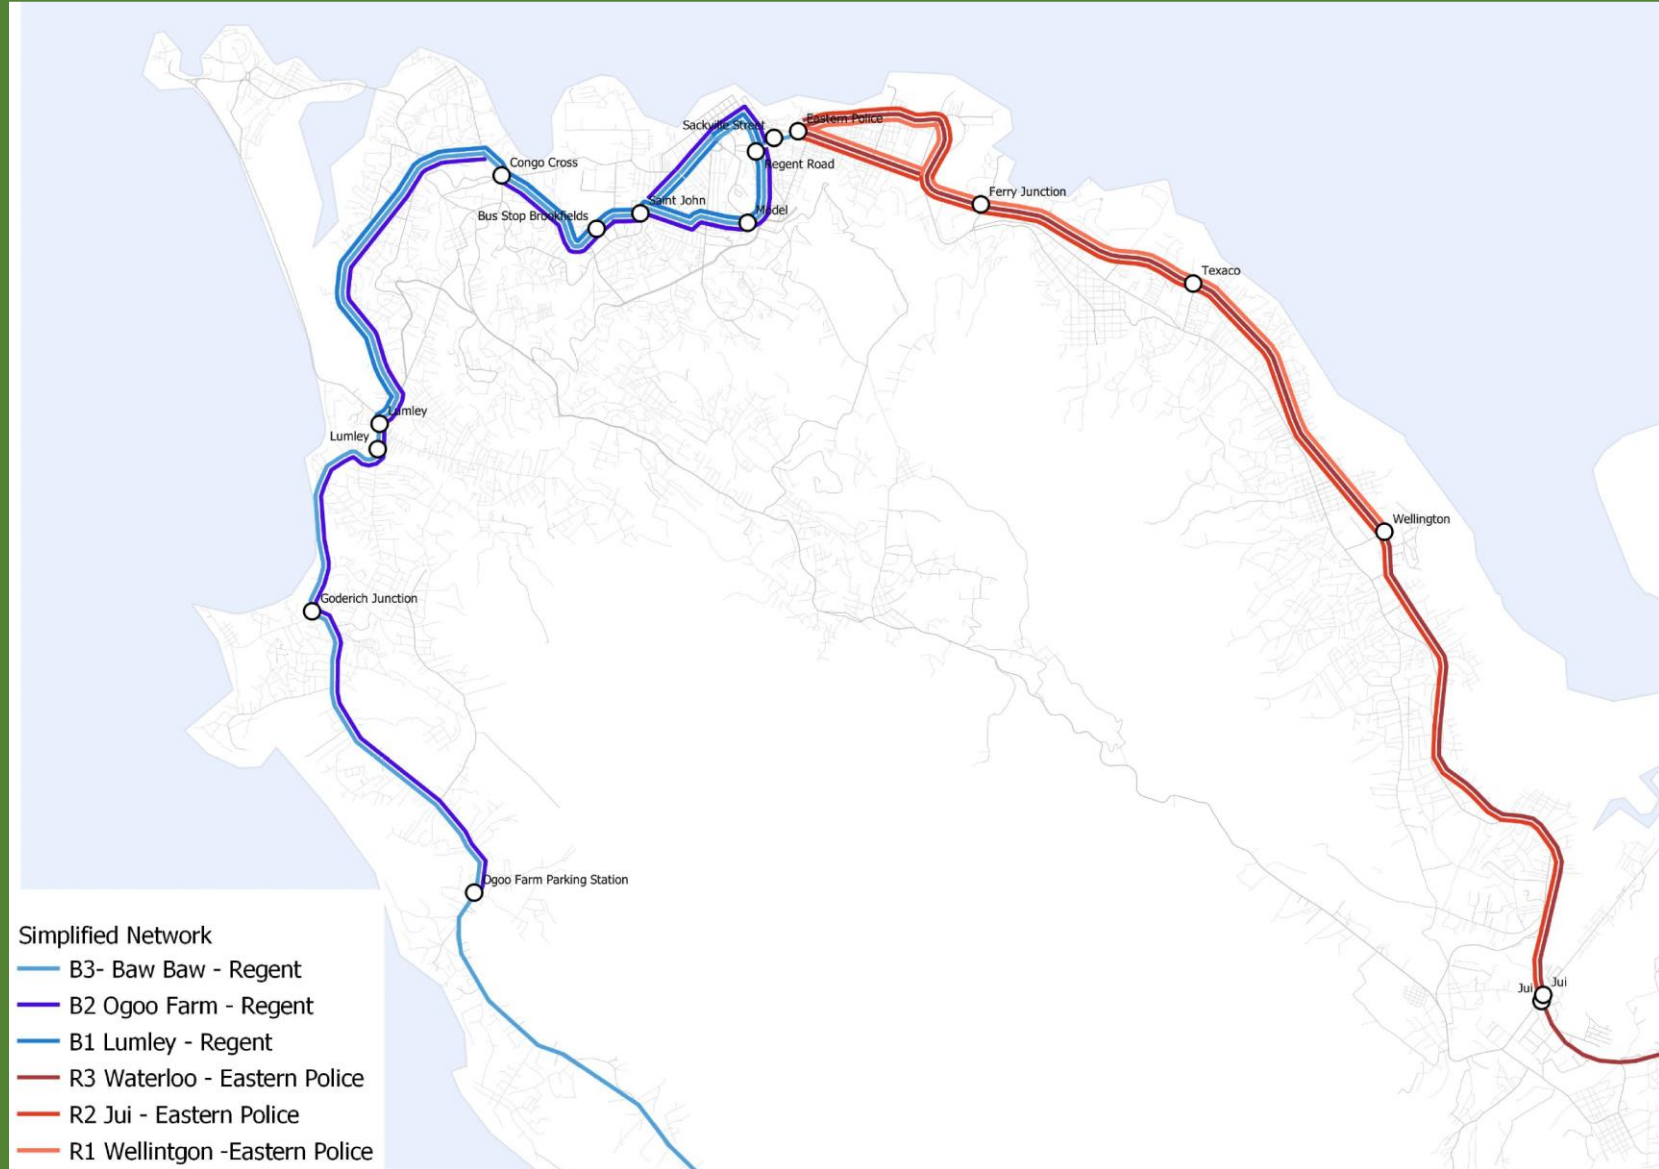 Sackville Street
Eastern Police
Congo Cross
Regent Road
Ferry Junction
Saint John
Bus Stop Brookfields
Model
Texaco
Lumley
Lumley
Wellington
Goderich Junction
Ogoo Farm Parking Station
Jui
Jui
Simplified Network
B3- Baw Baw - Regent
B2 Ogoo Farm - Regent
B1 Lumley - Regent
R3 Waterloo - Eastern Police
R2 Jui - Eastern Police
R1 Wellintgon -Eastern Police